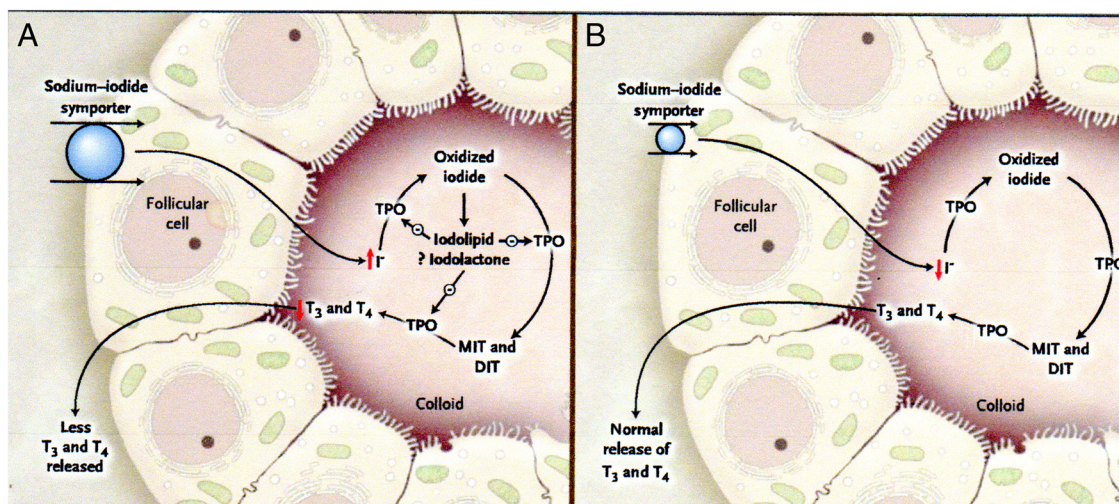 A
Sodium–iodide
symporter
Follicular
cell
Oxidized
iodide
TPO
⊖
Iodolipid
⊖
TPO
? Iodolactone
I⁻
⊖
T₃ and T₄
TPO
MIT and
DIT
Colloid
Less
T₃ and T₄
released
B
Sodium–iodide
symporter
Follicular
cell
Oxidized
iodide
TPO
I⁻
TPO
T₃ and T₄
TPO
MIT and
DIT
Colloid
Normal
release of
T₃ and T₄